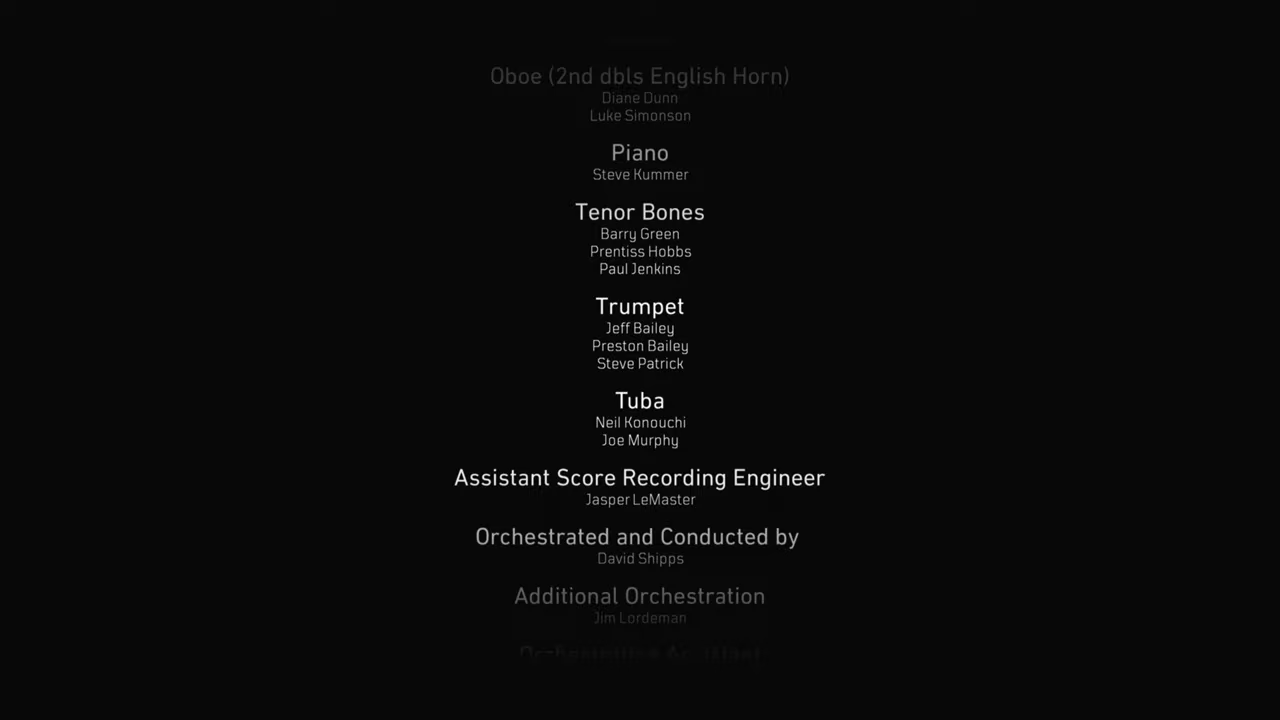 Oboe (2nd dbls English Horn)
Diane Dunn
Luke Simonson
Piano
Steve Kummer
Tenor Bones
Barry Green
Prentiss Hobbs
Paul Jenkins
Trumpet
Jeff Bailey
Preston Bailey
Steve Patrick
Tuba
Neil Konouchi
Joe Murphy
Assistant Score Recording Engineer
Jasper LeMaster
Orchestrated and Conducted by
David Shipps
Additional Orchestration
Jim Lordeman